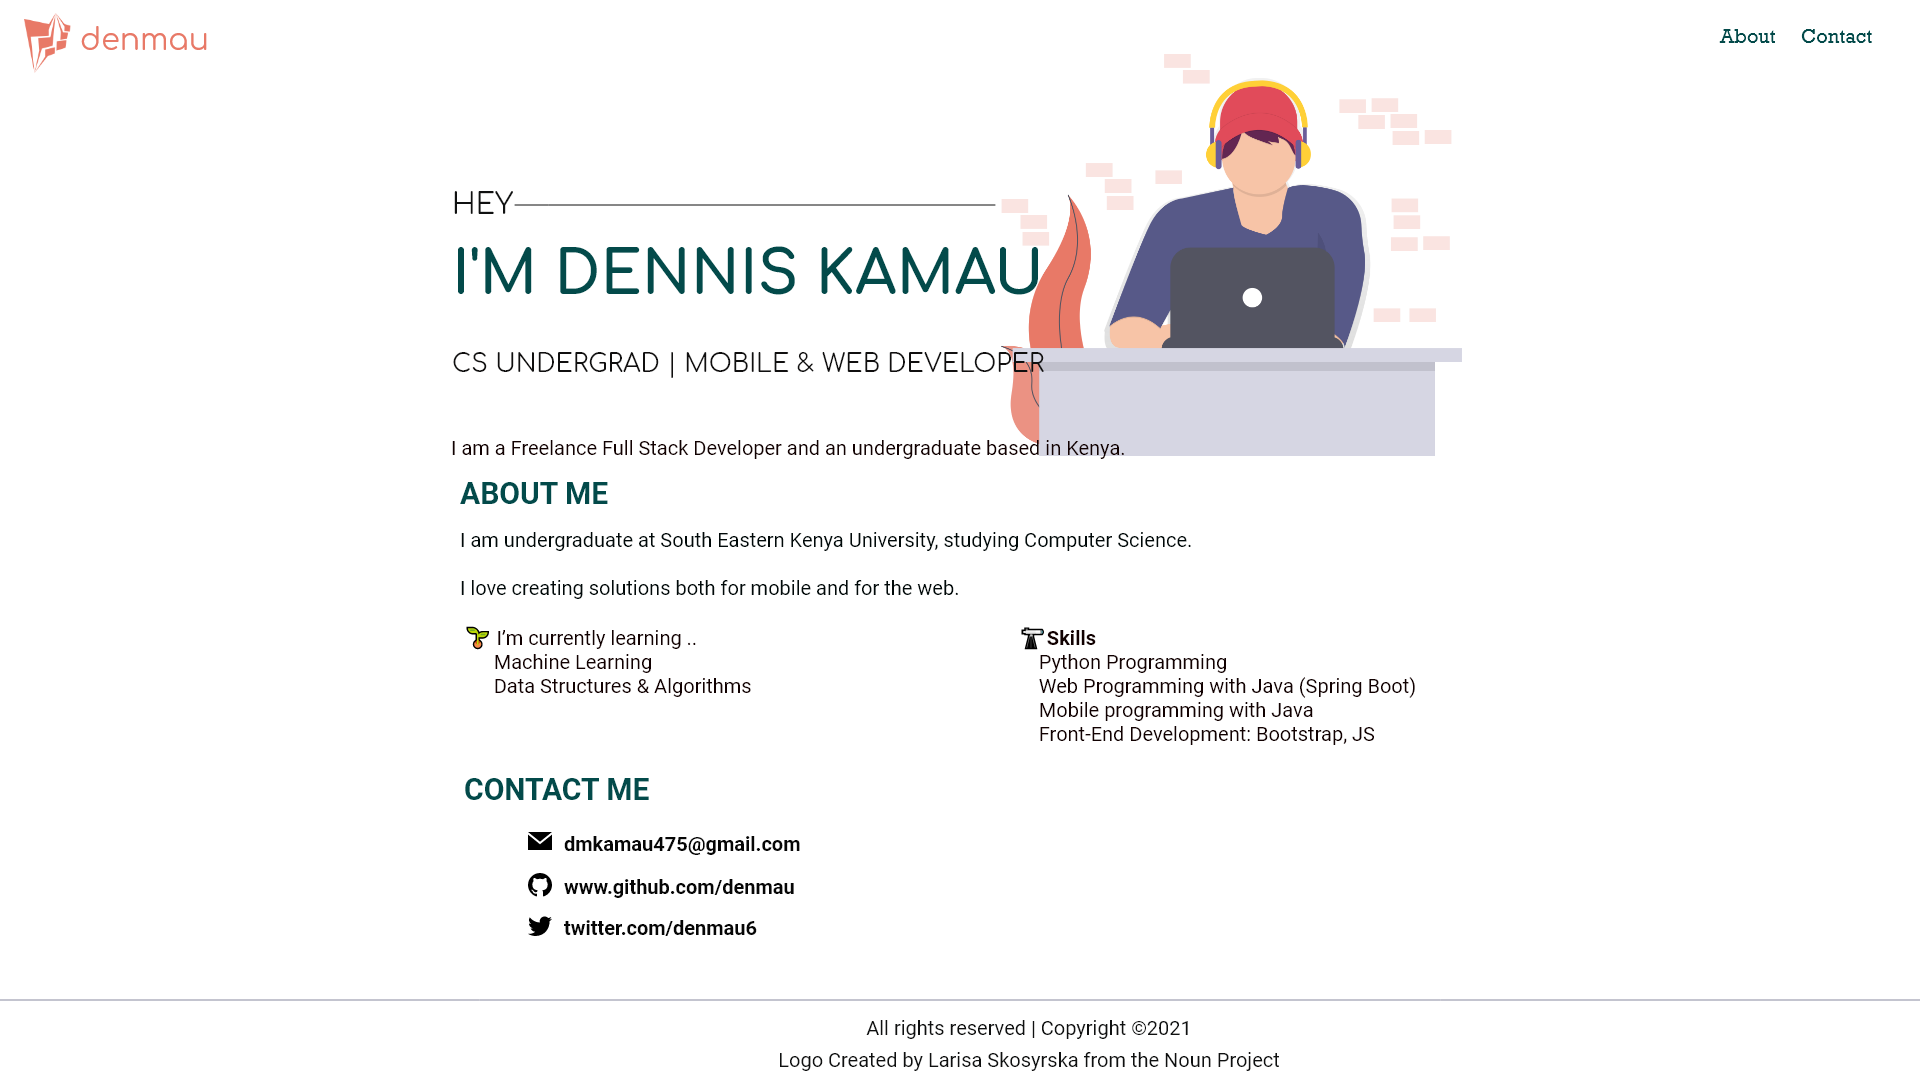 denmau
About Contact
HEY
I'M DENNIS KAMAU
CS UNDERGRAD | MOBILE & WEB DEVELOPER
I am a Freelance Full Stack Developer and an undergraduate based in Kenya.
ABOUT ME
I am undergraduate at South Eastern Kenya University, studying Computer Science.
I love creating solutions both for mobile and for the web.
I’m currently learning ..
Machine Learning
Data Structures & Algorithms
Skills
Python Programming
Web Programming with Java (Spring Boot)
Mobile programming with Java
Front-End Development: Bootstrap, JS
CONTACT ME
dmkamau475@gmail.com
www.github.com/denmau
twitter.com/denmau6
All rights reserved | Copyright ©2021
Logo Created by Larisa Skosyrska from the Noun Project